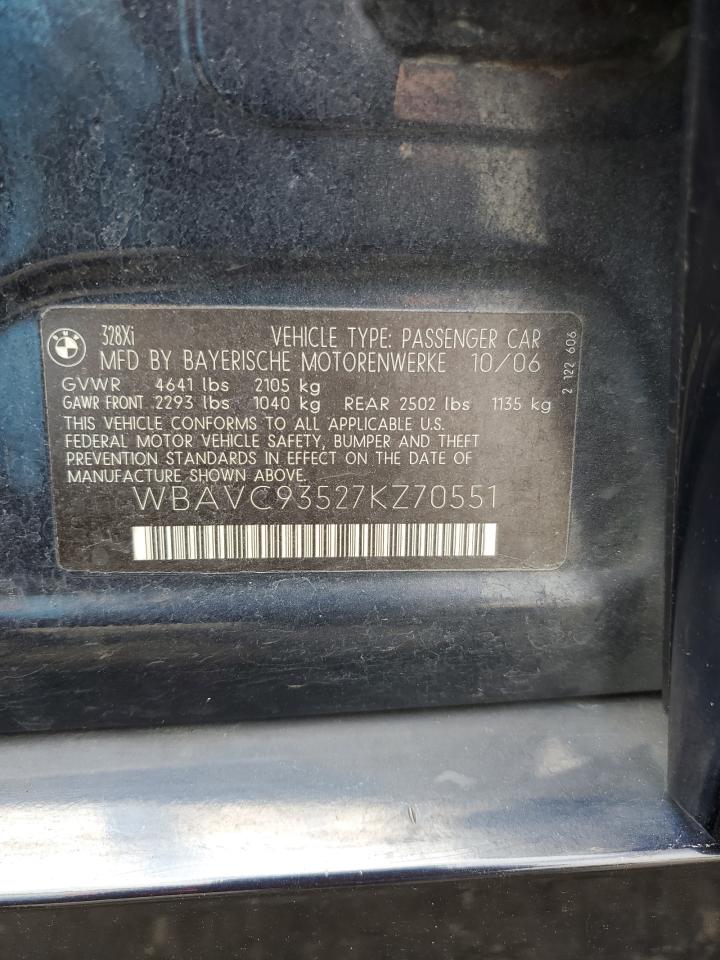 BMW
328Xi VEHICLE TYPE: PASSENGER CAR
MFD BY BAYERISCHE MOTORENWERKE 10/06
GVWR 4641 lbs 2105 kg
GAWR FRONT 2293 lbs 1040 kg REAR 2502 lbs 1135 kg
THIS VEHICLE CONFORMS TO ALL APPLICABLE U.S.
FEDERAL MOTOR VEHICLE SAFETY, BUMPER AND THEFT
PREVENTION STANDARDS IN EFFECT ON THE DATE OF
MANUFACTURE SHOWN ABOVE.
WBAVC93527KZ70551
2 122 606